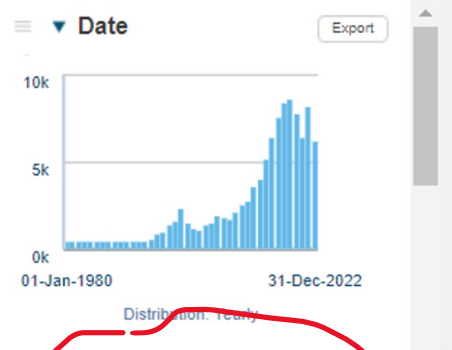 Date
Export
10k
5k
0k
01-Jan-1980
31-Dec-2022
Distribution: Yearly